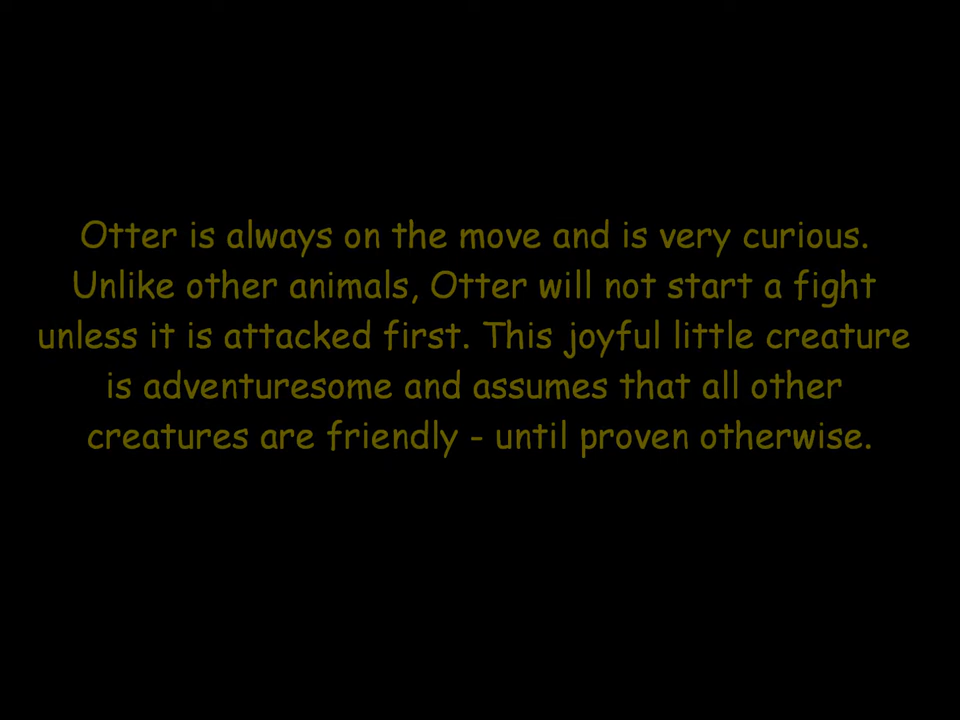 Otter is always on the move and is very curious.
Unlike other animals, Otter will not start a fight
unless it is attacked first. This joyful little creature
is adventuresome and assumes that all other
creatures are friendly - until proven otherwise.